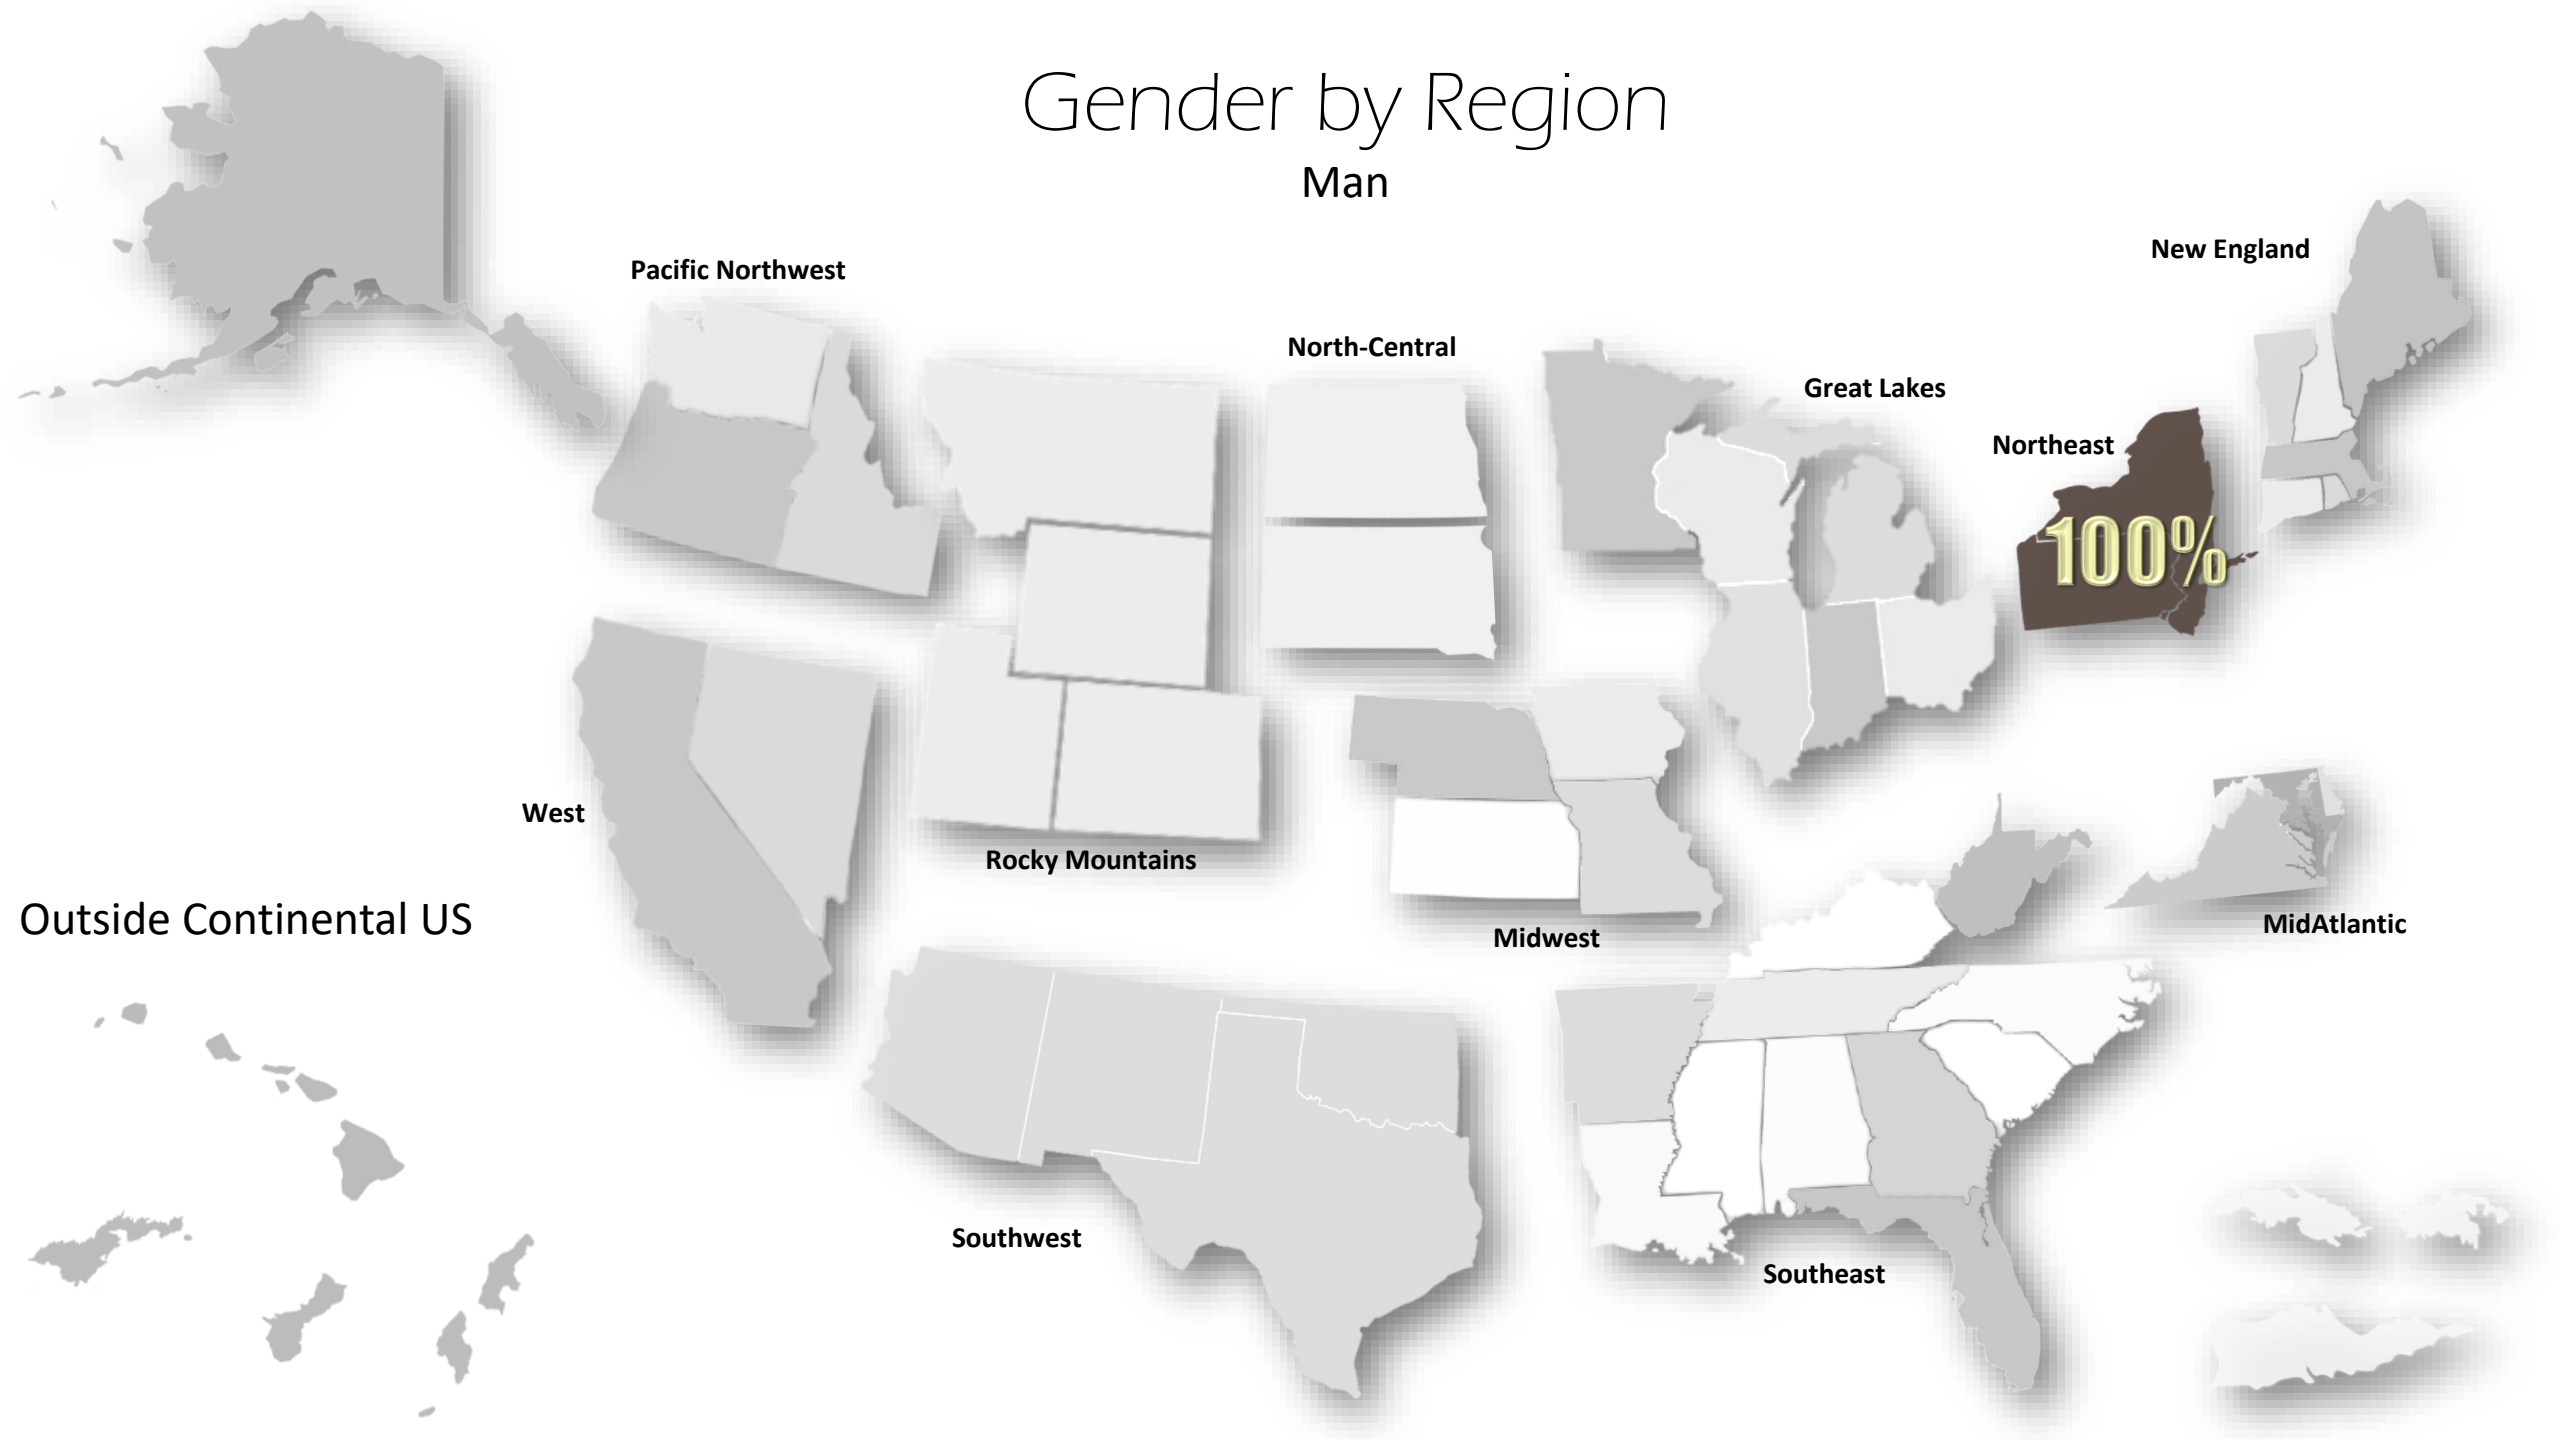 Gender by Region
Man
New England
Pacific Northwest
North-Central
Great Lakes
Northeast
100%
West
Rocky Mountains
Outside Continental US
Midwest
MidAtlantic
Southwest
Southeast